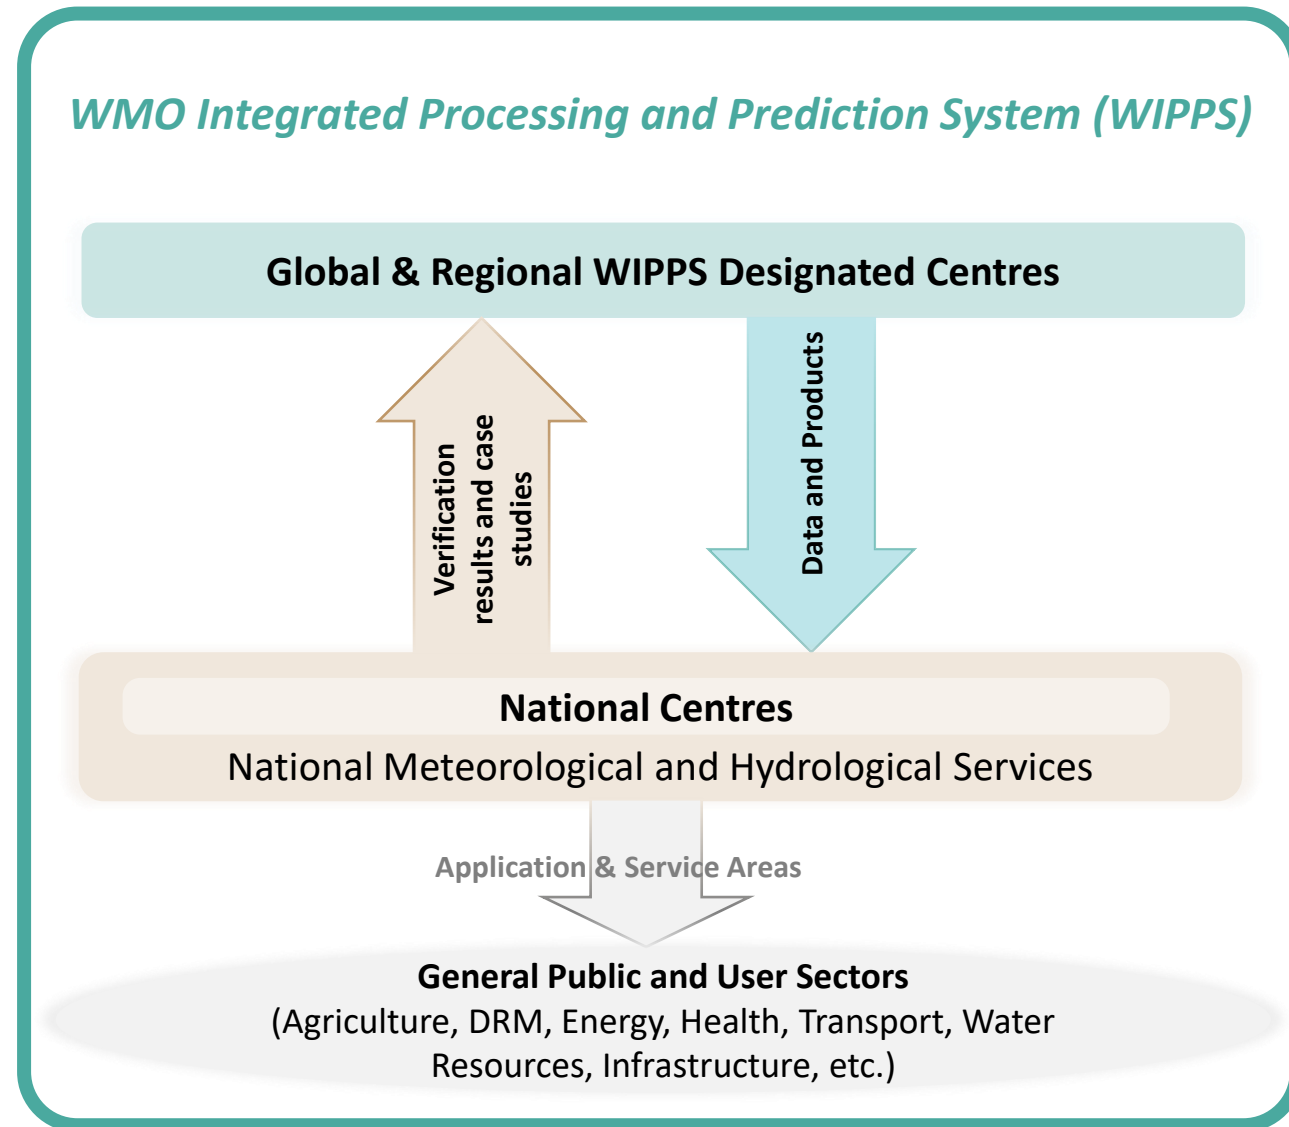 WMO Integrated Processing and Prediction System (WIPPS)
Global & Regional WIPPS Designated Centres
Verification
results and case
studies
Data and Products
National Centres
National Meteorological and Hydrological Services
Application & Service Areas
General Public and User Sectors
(Agriculture, DRM, Energy, Health, Transport, Water
Resources, Infrastructure, etc.)